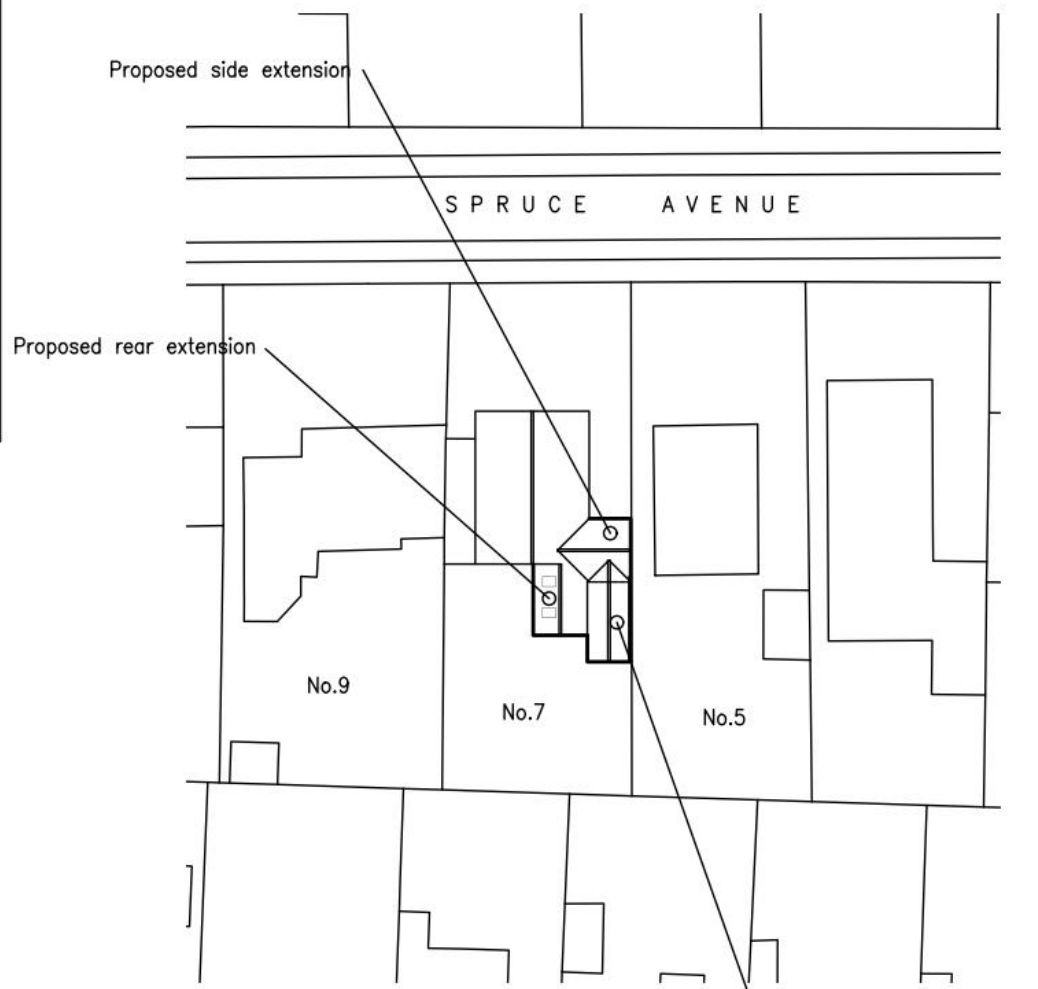 Proposed side extension
SPRUCE AVENUE
Proposed rear extension
No.9
No.7
No.5